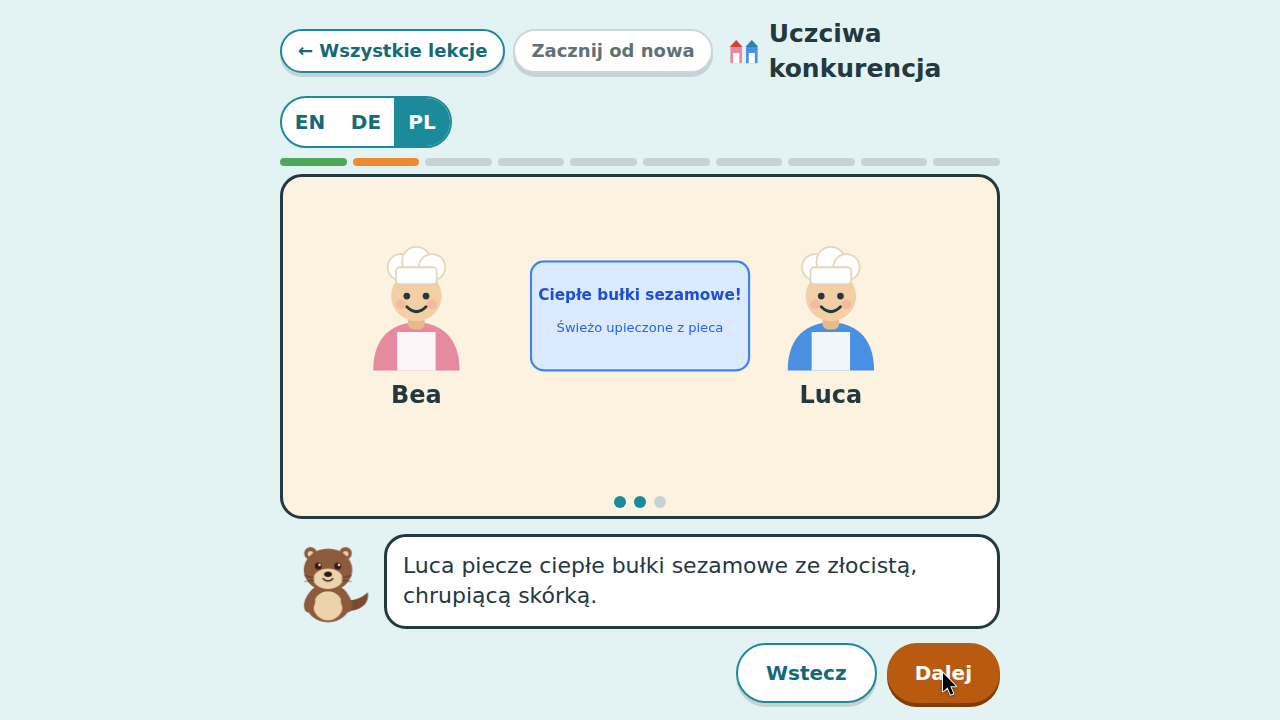 ← Wszystkie lekcje
Zacznij od nowa
Uczciwa
konkurencja
EN DE PL
Ciepłe bułki sezamowe!
Świeżo upieczone z pieca
Bea
Luca
Luca piecze ciepłe bułki sezamowe ze złocistą,
chrupiącą skórką.
Wstecz
Dalej